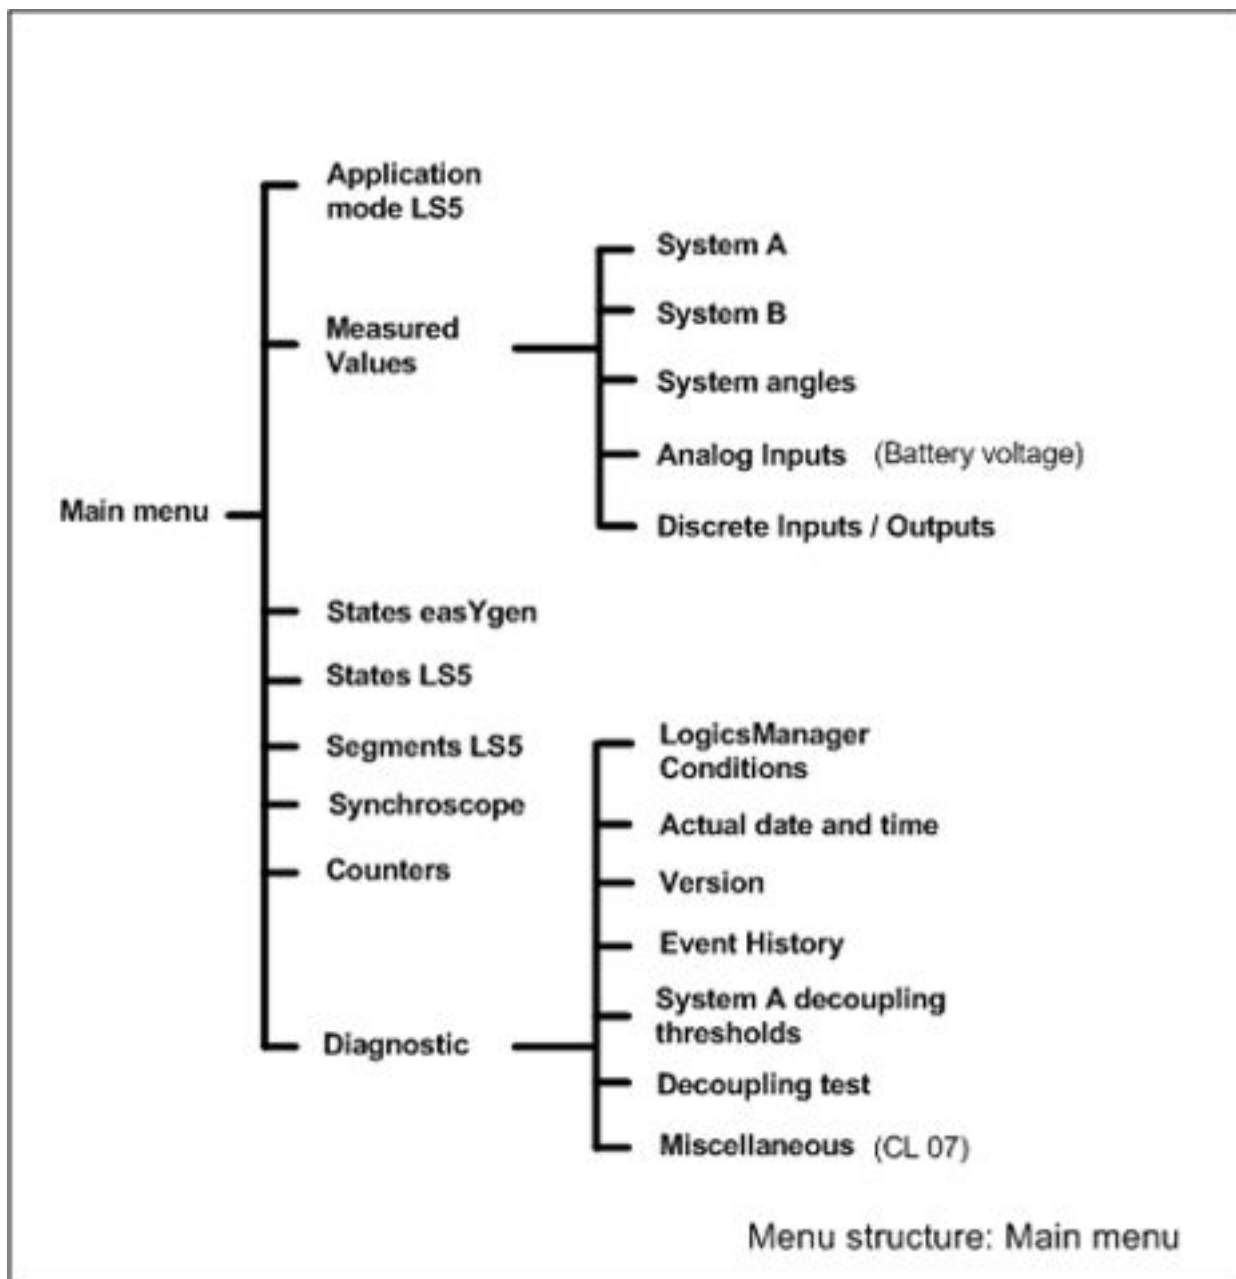 Application
mode LS5
System A
System B
Measured
Values
System angles
Analog Inputs (Battery voltage)
Main menu
Discrete Inputs / Outputs
States easYgen
States LS5
Segments LS5
Synchroscope
Counters
LogicsManager
Conditions
Actual date and time
Version
Event History
System A decoupling
thresholds
Diagnostic
Decoupling test
Miscellaneous (CL 07)
Menu structure: Main menu